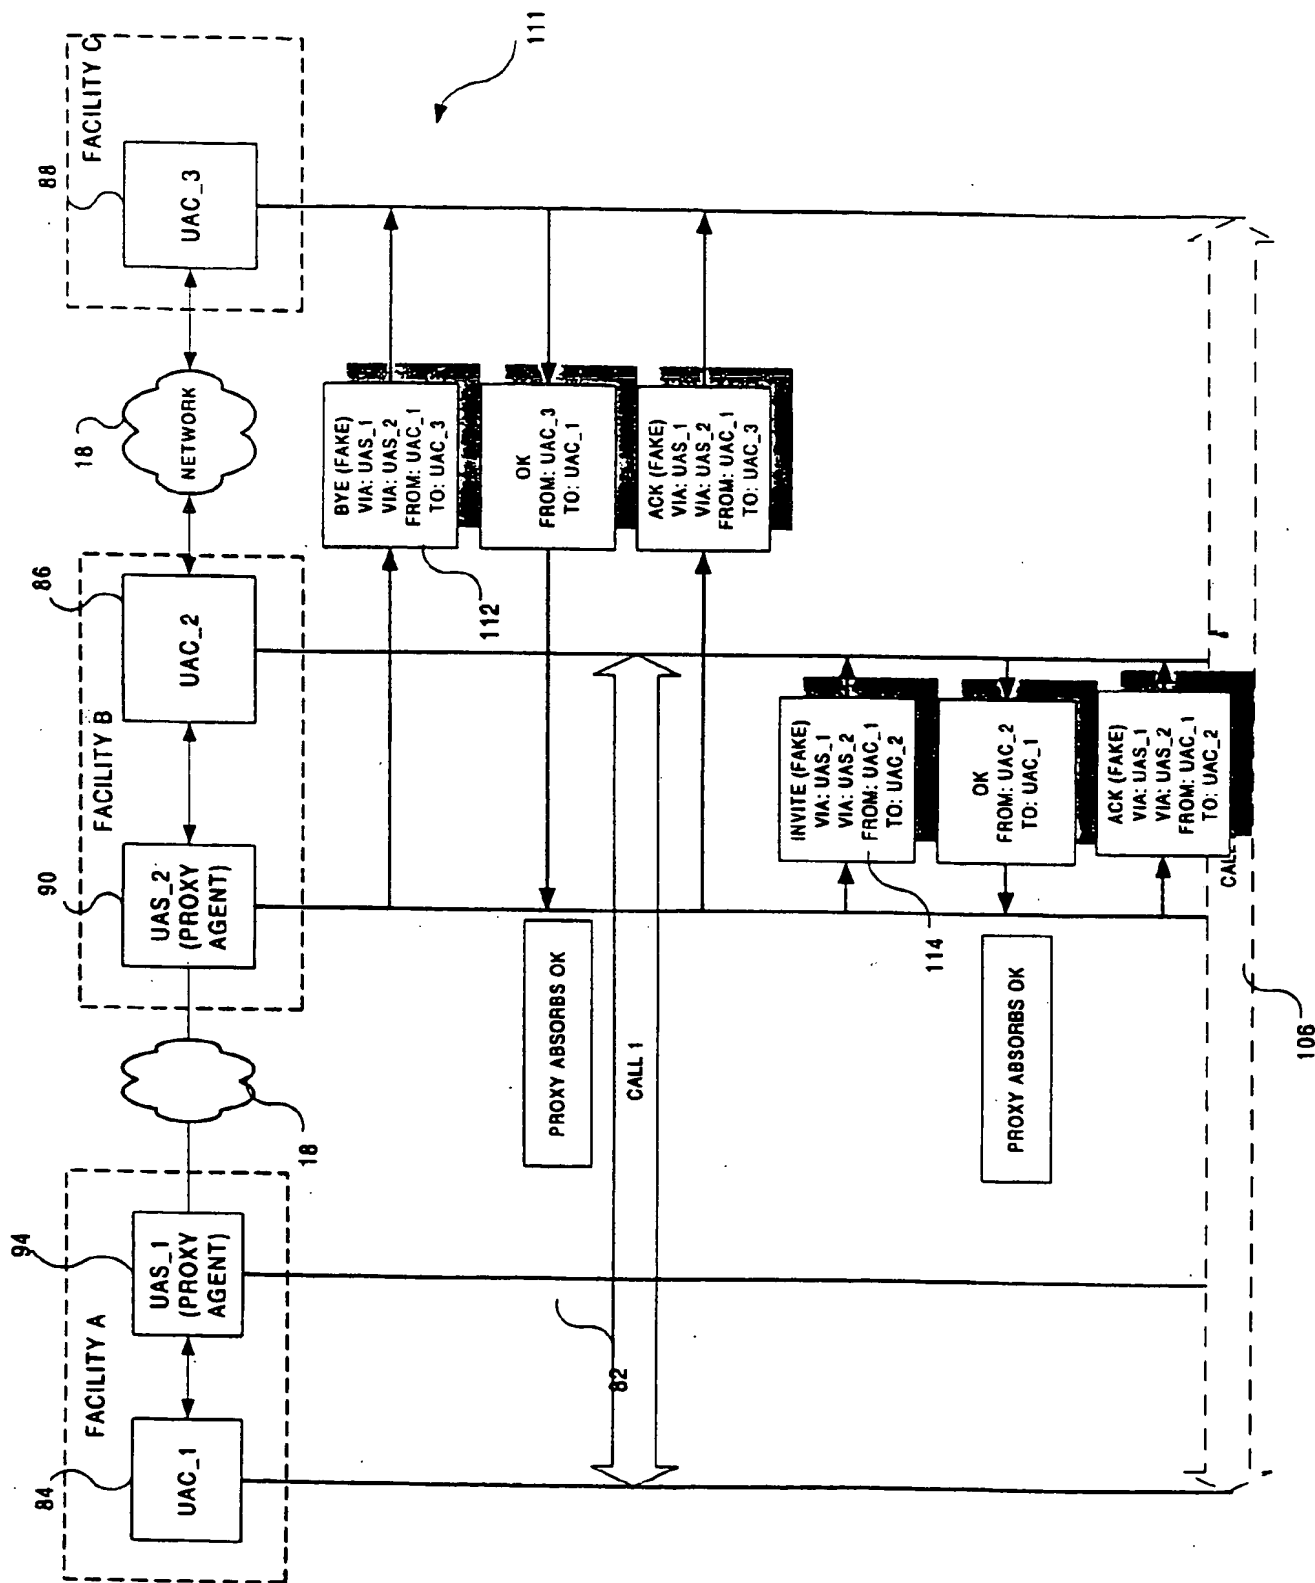 FACILITY A
84
UAC_1
94
UAS_1
(PROXY
AGENT)
18
FACILITY B
90
UAS_2
(PROXY
AGENT)
86
UAC_2
18
NETWORK
FACILITY C
88
UAC_3
111
BYE (FAKE)
VIA: UAS_1
VIA: UAS_2
FROM: UAC_1
TO: UAC_3
112
OK
FROM: UAC_3
TO: UAC_1
PROXY ABSORBS OK
82
CALL 1
ACK (FAKE)
VIA: UAS_1
VIA: UAS_2
FROM: UAC_1
TO: UAC_3
INVITE (FAKE)
VIA: UAS_1
VIA: UAS_2
FROM: UAC_1
TO: UAC_2
114
OK
FROM: UAC_2
TO: UAC_1
PROXY ABSORBS OK
ACK (FAKE)
VIA: UAS_1
VIA: UAS_2
FROM: UAC_1
TO: UAC_2
CALL
106